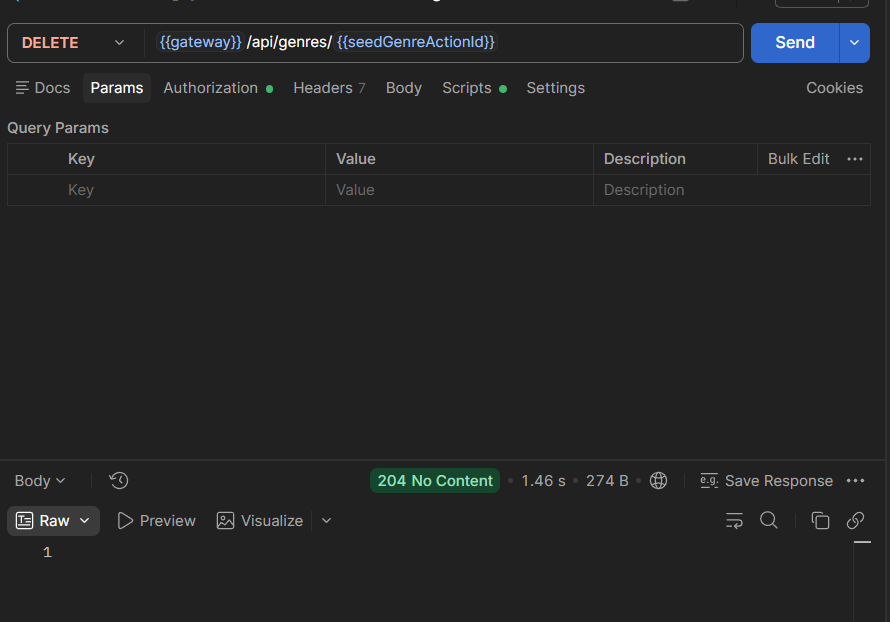 DELETE {{gateway}} /api/genres/ {{seedGenreActionId}} Send
Docs Params Authorization Headers 7 Body Scripts Settings Cookies
Query Params
Key Value Description Bulk Edit
Key Value Description
Body 204 No Content 1.46 s 274 B e.g. Save Response
Raw Preview Visualize
1